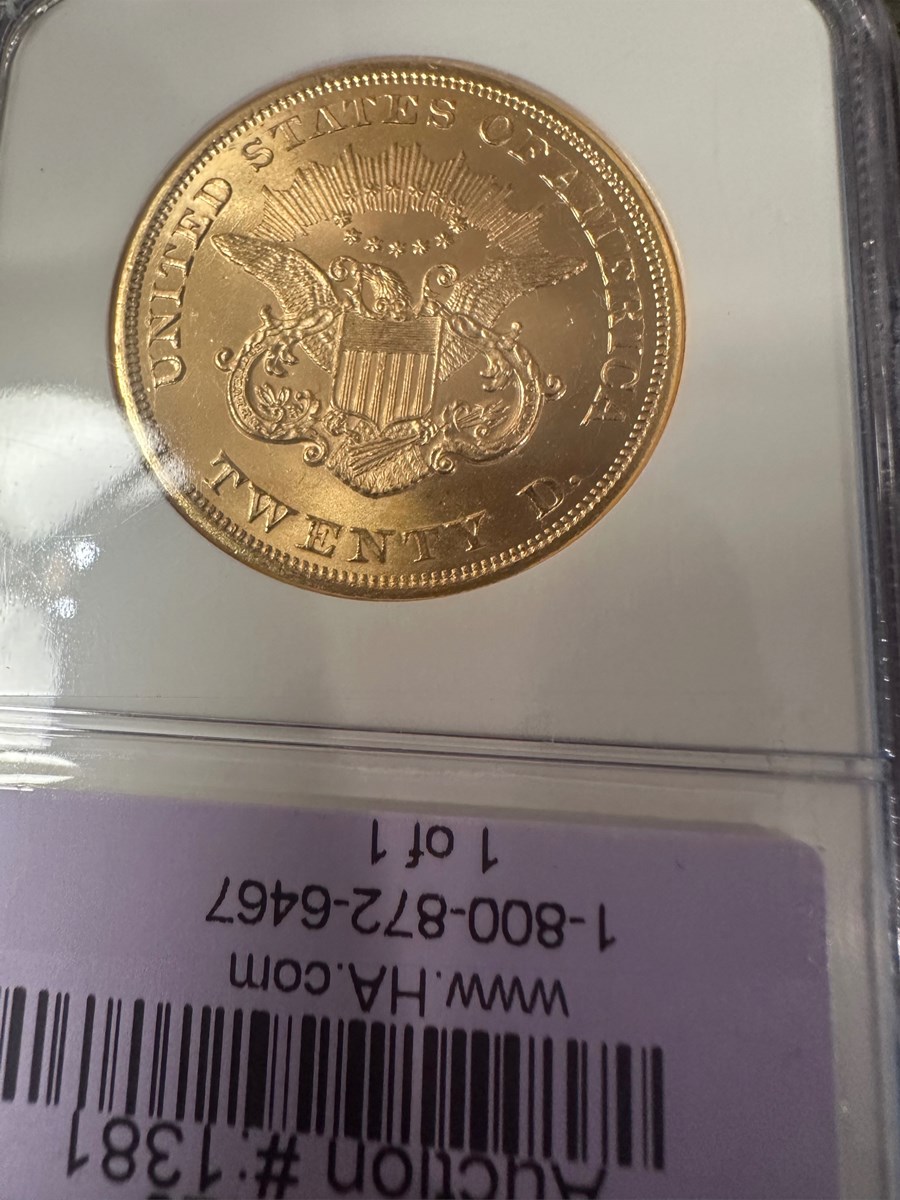 UNITED STATES OF AMERICA
TWENTY D.
Auction #:1381
www.HA.com
1-800-872-6467
1 of 1